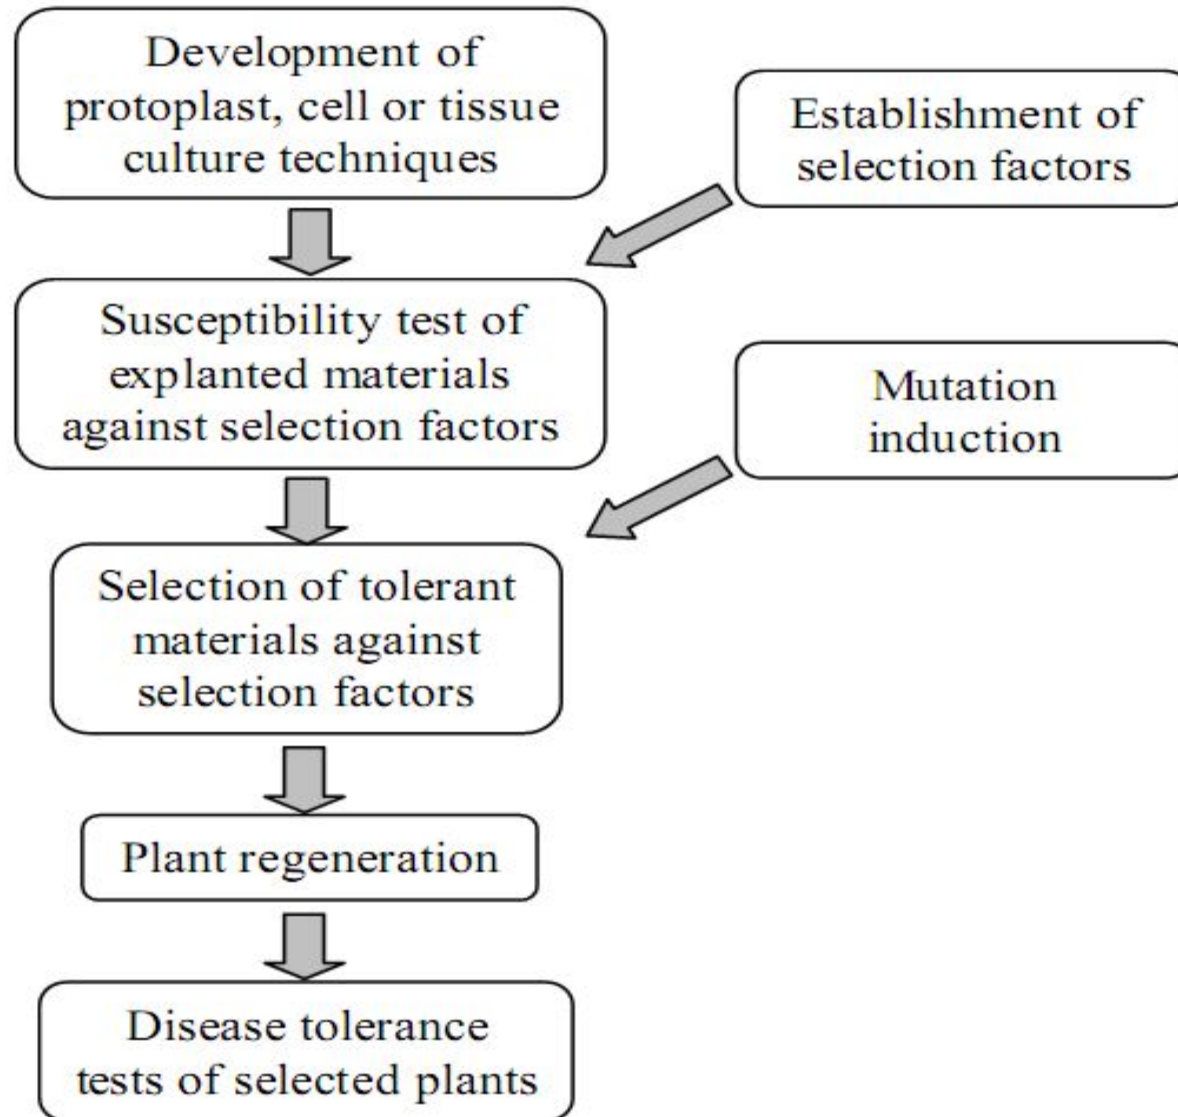 Development of
protoplast, cell or tissue
culture techniques
Establishment of
selection factors
Susceptibility test of
explanted materials
against selection factors
Mutation
induction
Selection of tolerant
materials against
selection factors
Plant regeneration
Disease tolerance
tests of selected plants